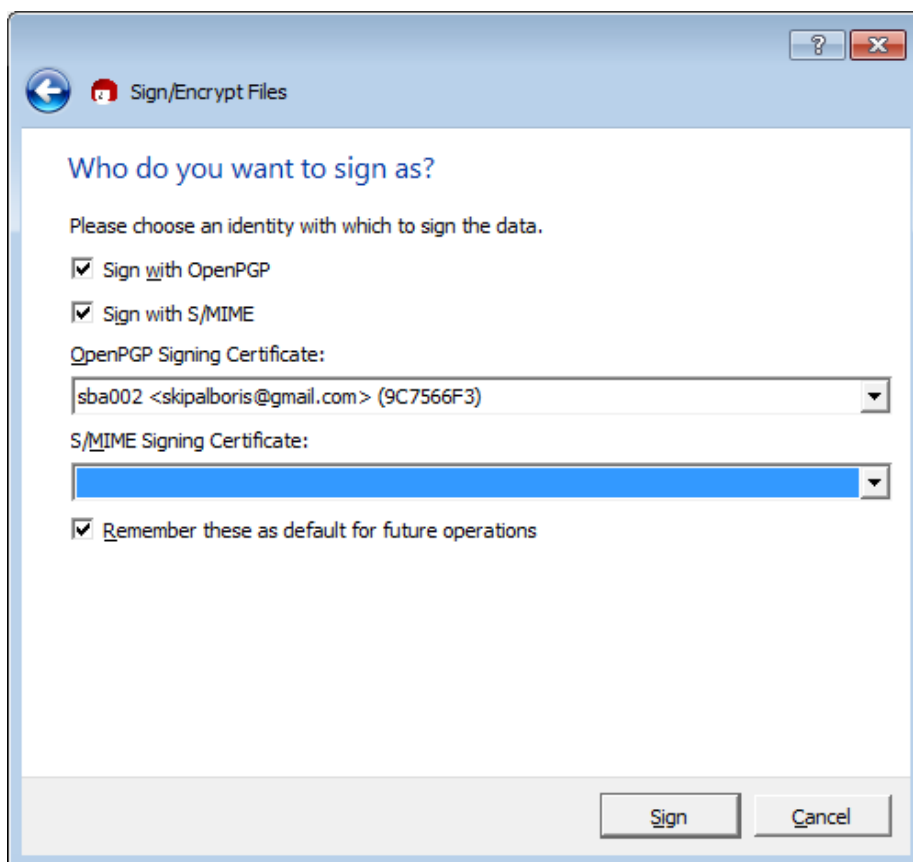 ?
Sign/Encrypt Files
Who do you want to sign as?
Please choose an identity with which to sign the data.
Sign with OpenPGP
Sign with S/MIME
OpenPGP Signing Certificate:
sba002 <skipalboris@gmail.com> (9C7566F3)
S/MIME Signing Certificate:
Remember these as default for future operations
Sign
Cancel